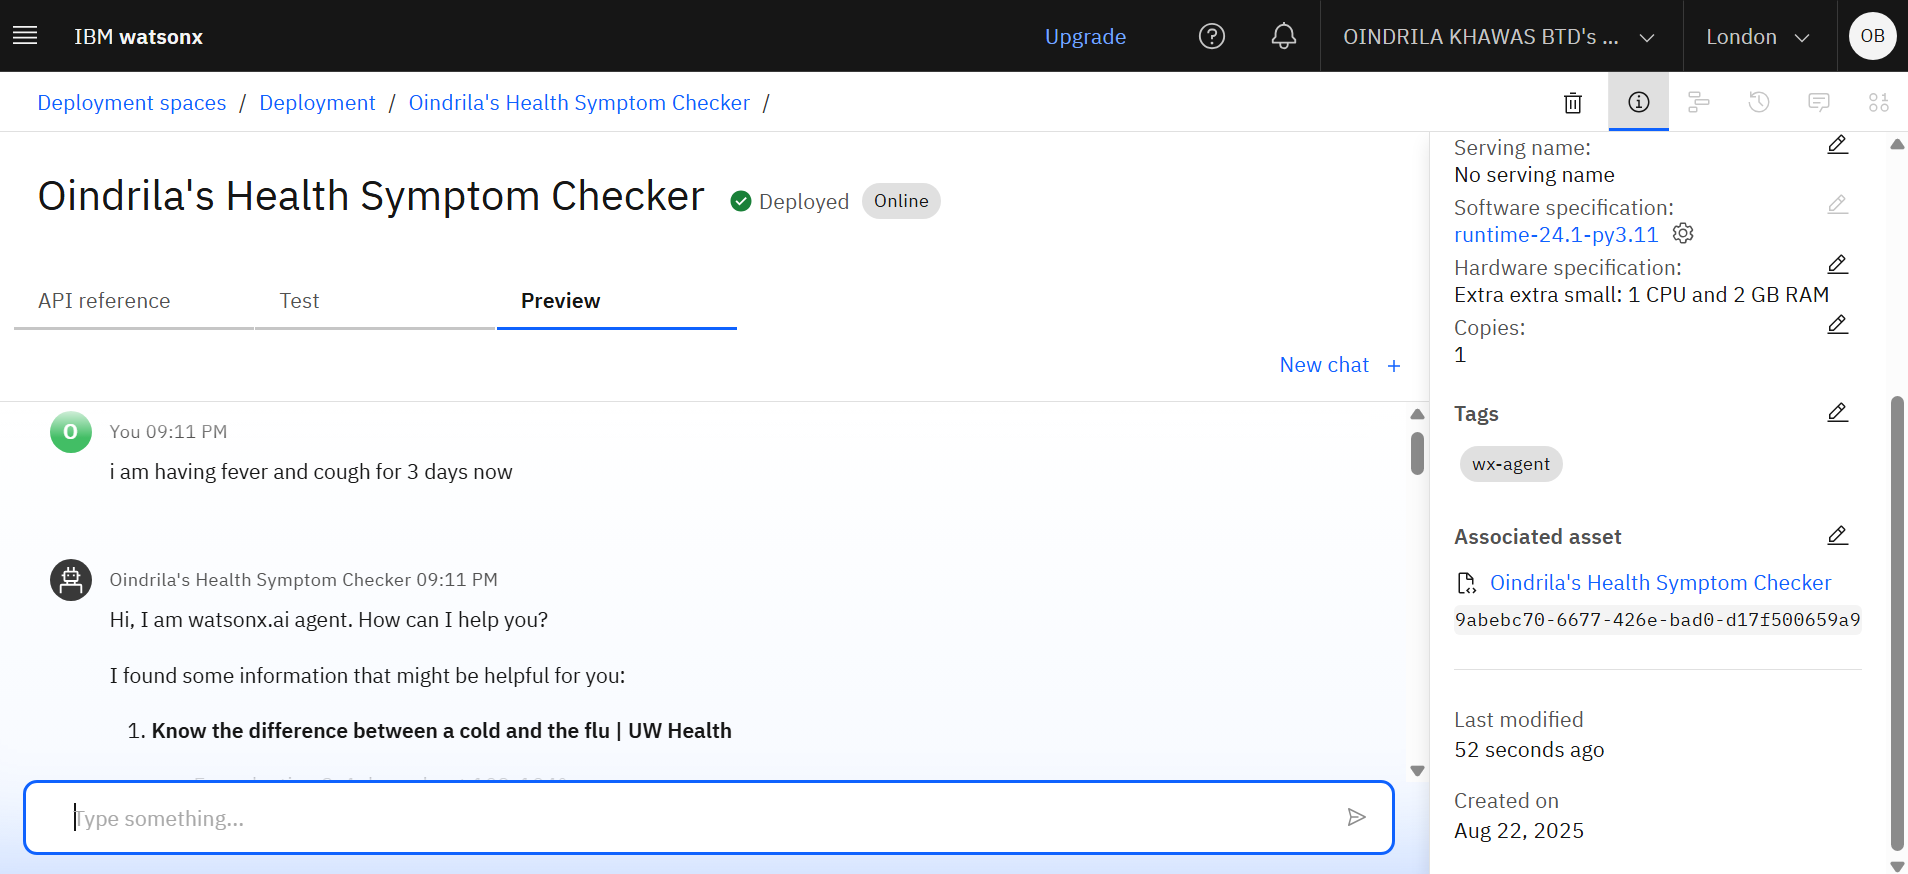 IBM watsonx
Upgrade
OINDRILA KHAWAS BTD's ...
London
OB
Deployment spaces / Deployment / Oindrila's Health Symptom Checker /
Oindrila's Health Symptom Checker
Deployed
Online
API reference
Test
Preview
New chat +
O
You 09:11 PM
i am having fever and cough for 3 days now
Oindrila's Health Symptom Checker 09:11 PM
Hi, I am watsonx.ai agent. How can I help you?
I found some information that might be helpful for you:
1. Know the difference between a cold and the flu | UW Health
Type something...
Serving name:
No serving name
Software specification:
runtime-24.1-py3.11
Hardware specification:
Extra extra small: 1 CPU and 2 GB RAM
Copies:
1
Tags
wx-agent
Associated asset
Oindrila's Health Symptom Checker
9abebc70-6677-426e-bad0-d17f500659a9
Last modified
52 seconds ago
Created on
Aug 22, 2025